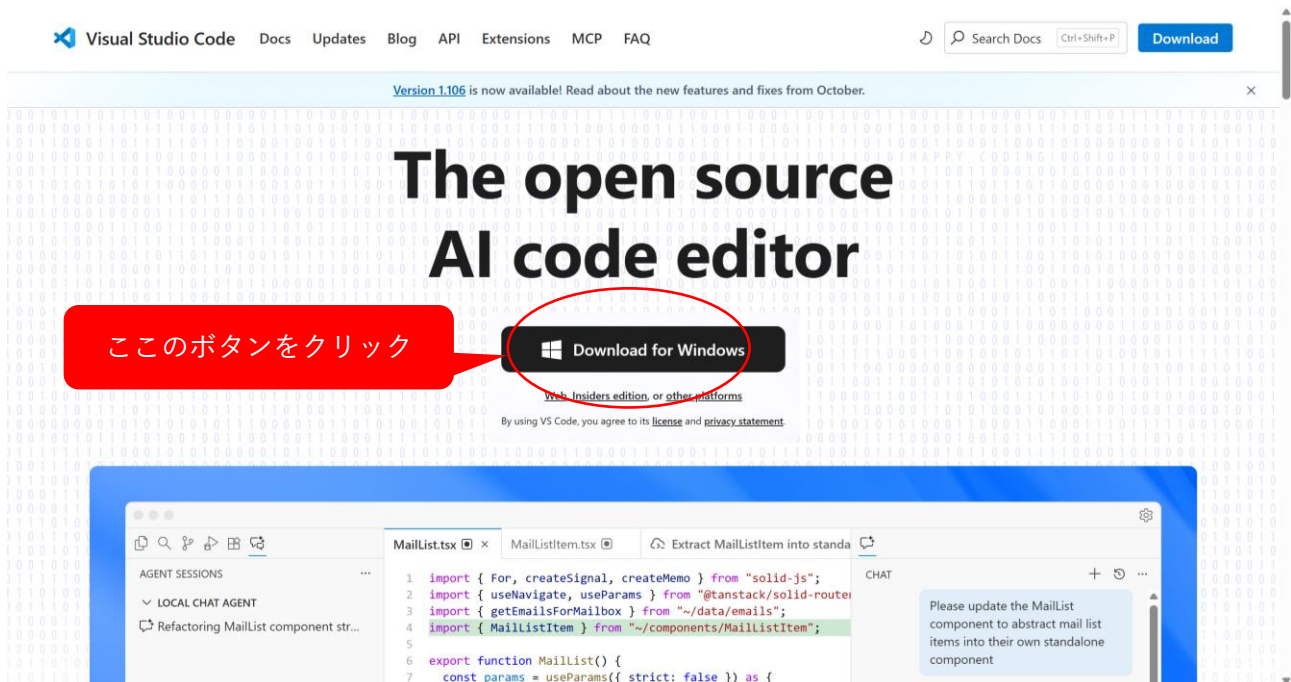 Visual Studio Code Docs Updates Blog API Extensions MCP FAQ Search Docs Ctrl+Shift+P Download
Version 1.106 is now available! Read about the new features and fixes from October.
HAPPY CODING
The open source
AI code editor
ここのボタンをクリック
Download for Windows
Web, Insiders edition, or other platforms
By using VS Code, you agree to its license and privacy statement.
MailList.tsx MailListItem.tsx Extract MailListItem into standa
AGENT SESSIONS
LOCAL CHAT AGENT
Refactoring MailList component str...
1 import { For, createSignal, createMemo } from "solid-js";
2 import { useNavigate, useParams } from "@tanstack/solid-router
3 import { getEmailsForMailbox } from "~/data/emails";
4 import { MailListItem } from "~/components/MailListItem";
5
6 export function MailList() {
7 const params = useParams({ strict: false }) as {
CHAT
Please update the MailList
component to abstract mail list
items into their own standalone
component